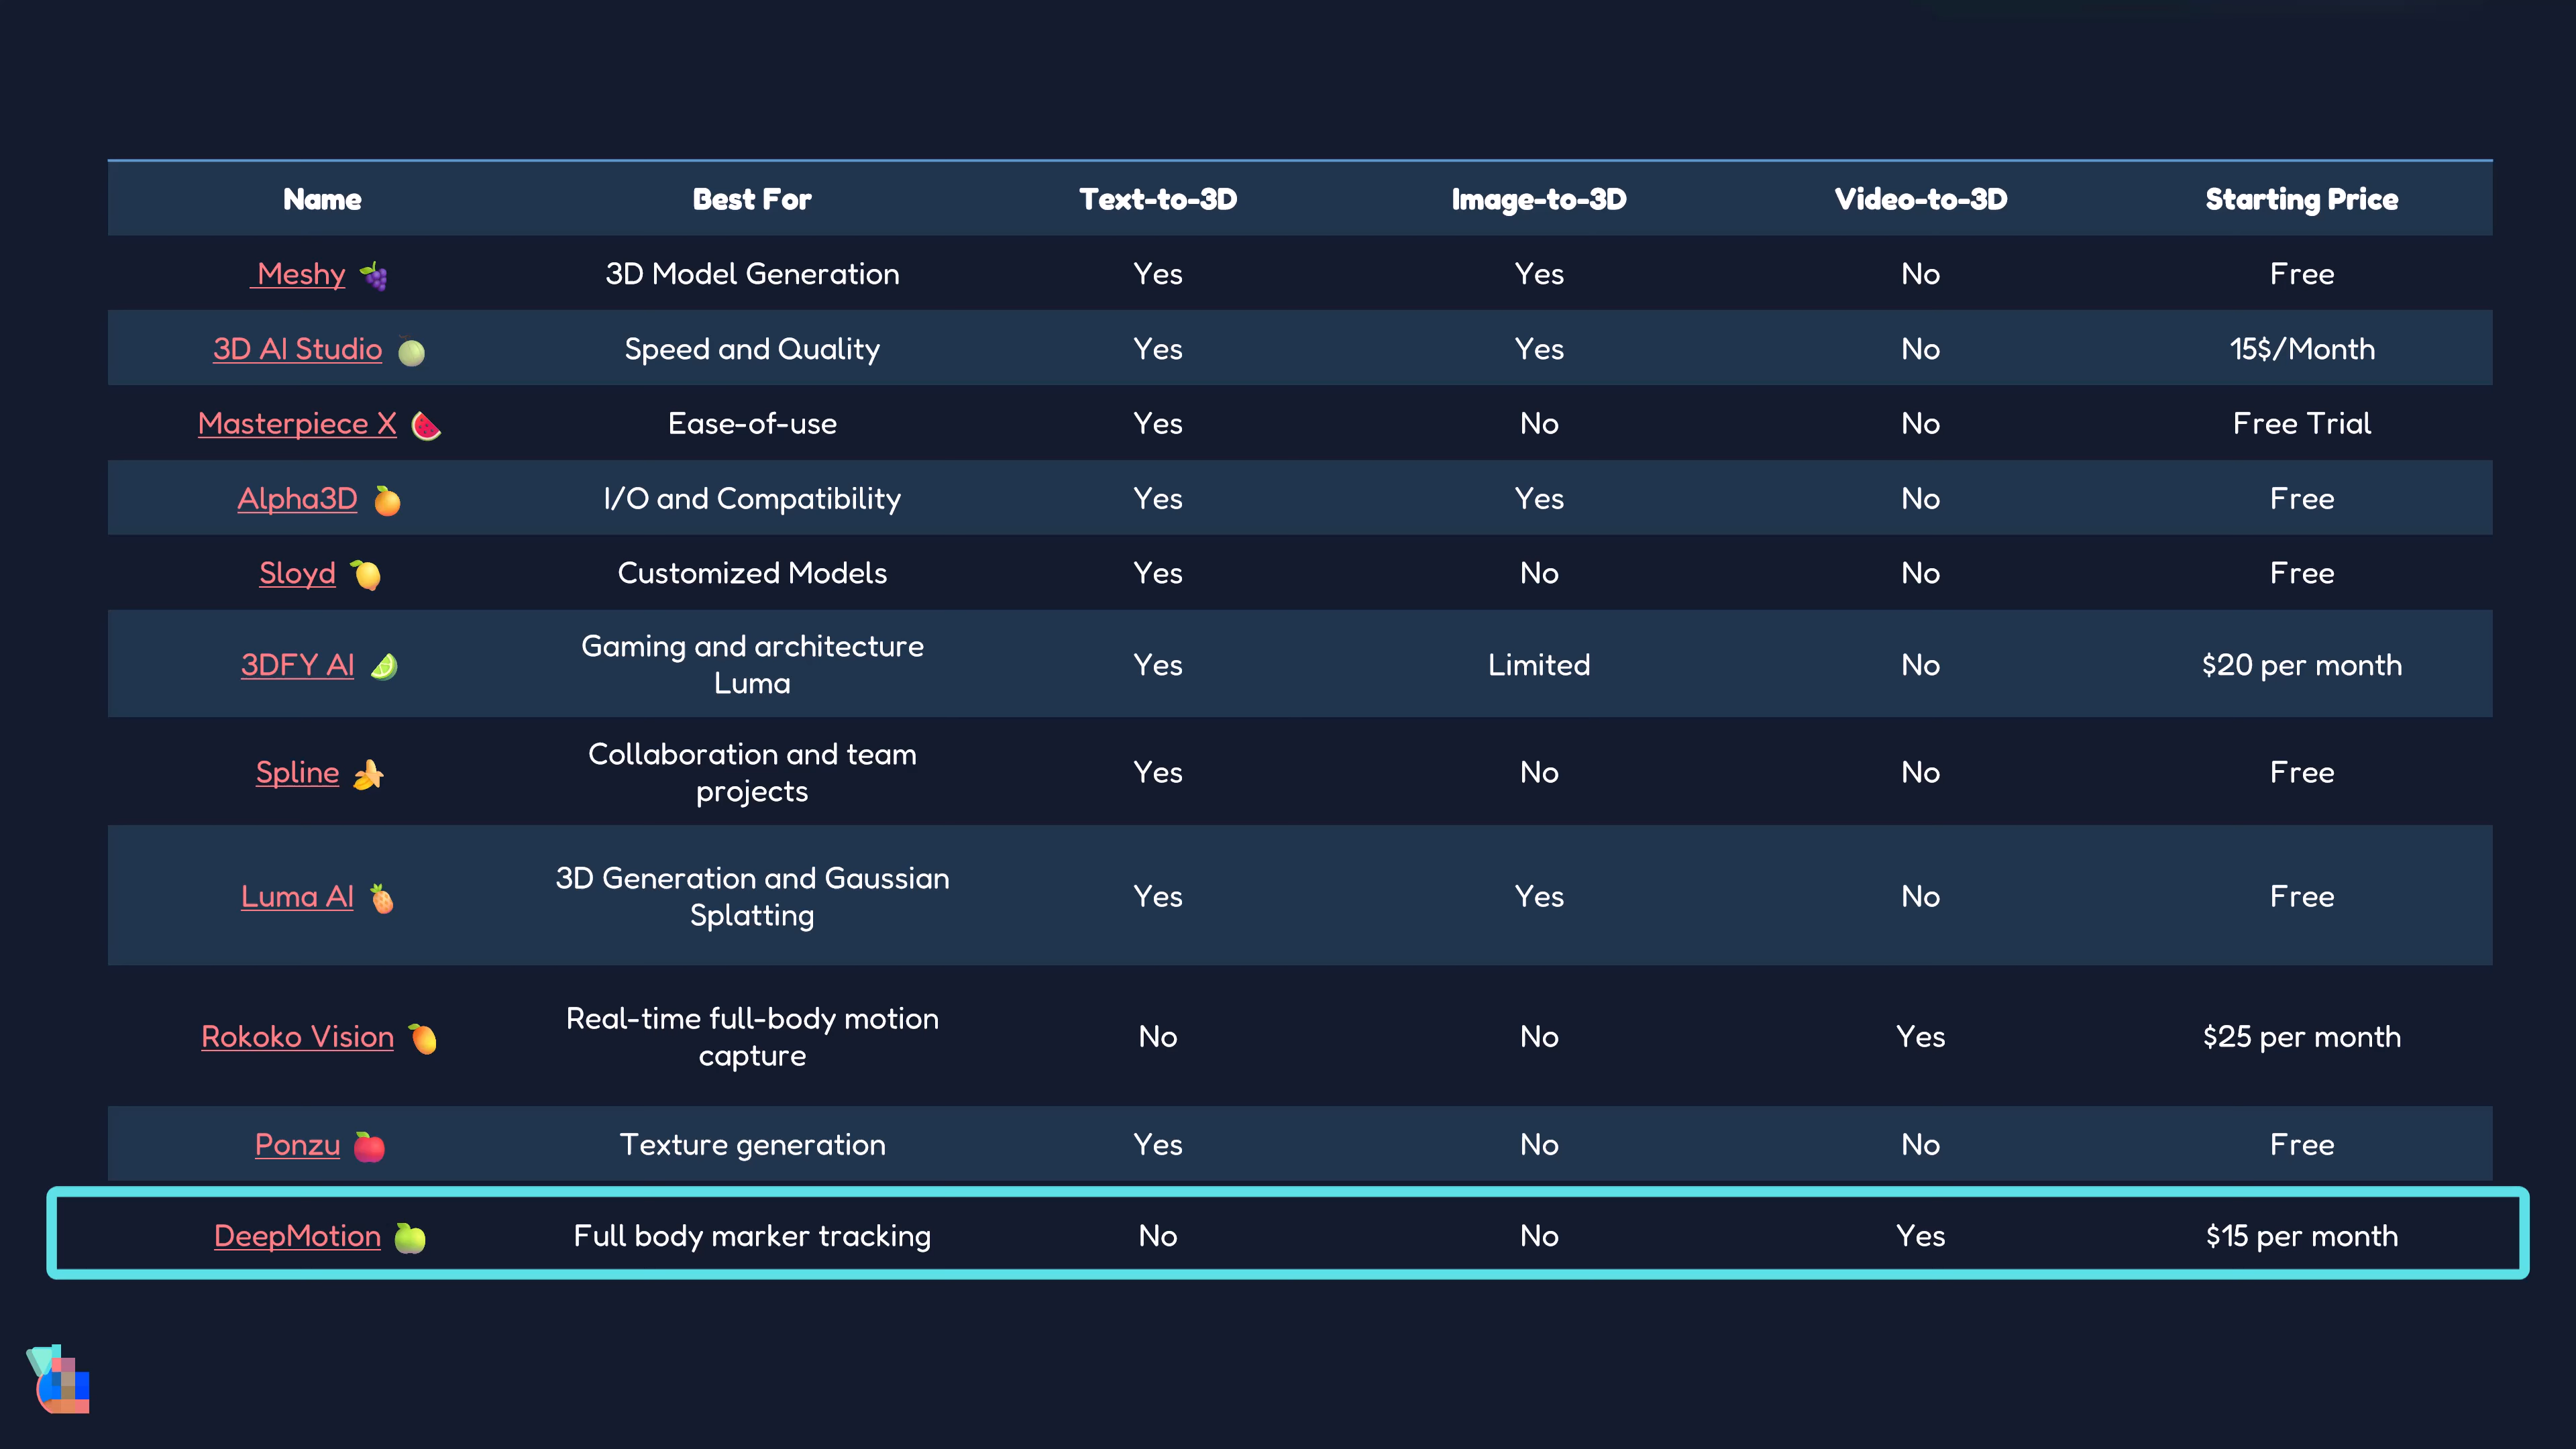 Name Best For Text-to-3D Image-to-3D Video-to-3D Starting Price
Meshy 🍇 3D Model Generation Yes Yes No Free
3D AI Studio 🍈 Speed and Quality Yes Yes No 15$/Month
Masterpiece X 🍉 Ease-of-use Yes No No Free Trial
Alpha3D 🍊 I/O and Compatibility Yes Yes No Free
Sloyd 🍋 Customized Models Yes No No Free
Gaming and architecture
3DFY AI 🍋‍🟩 Yes Limited No $20 per month
Luma
Collaboration and team
Spline 🍌 Yes No No Free
projects
3D Generation and Gaussian
Luma AI 🍍 Yes Yes No Free
Splatting
Real-time full-body motion
Rokoko Vision 🥭 No No Yes $25 per month
capture
Ponzu 🍎 Texture generation Yes No No Free
DeepMotion 🍏 Full body marker tracking No No Yes $15 per month